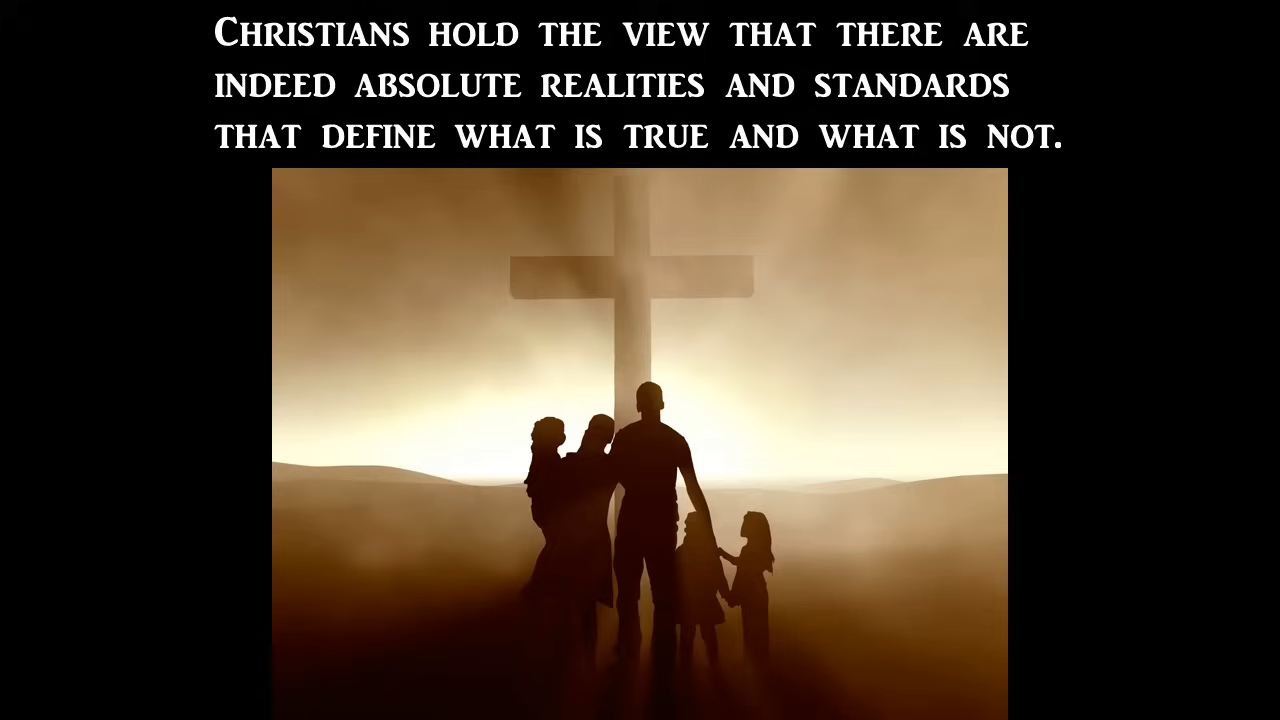 Christians hold the view that there are
indeed absolute realities and standards
that define what is true and what is not.